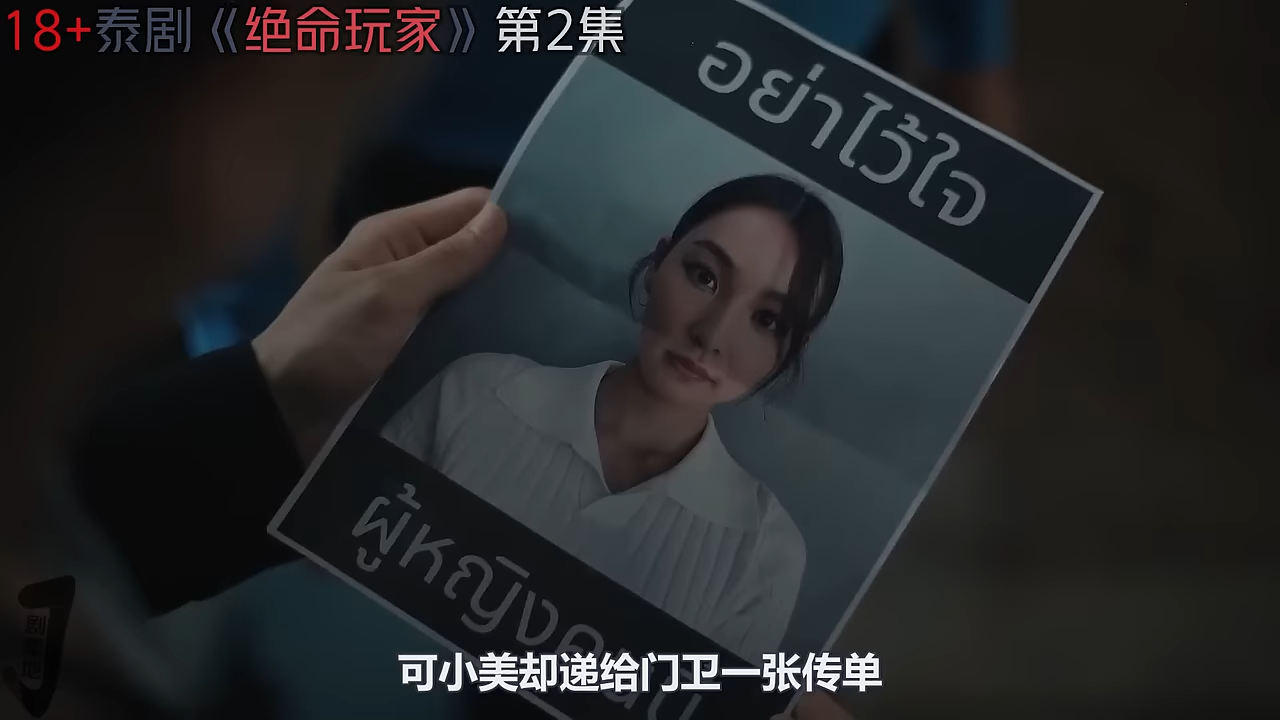 18+泰剧《绝命玩家》第2集
อย่าไว้ใจ
ผู้หญิงคนนี้
可小美却递给门卫一张传单